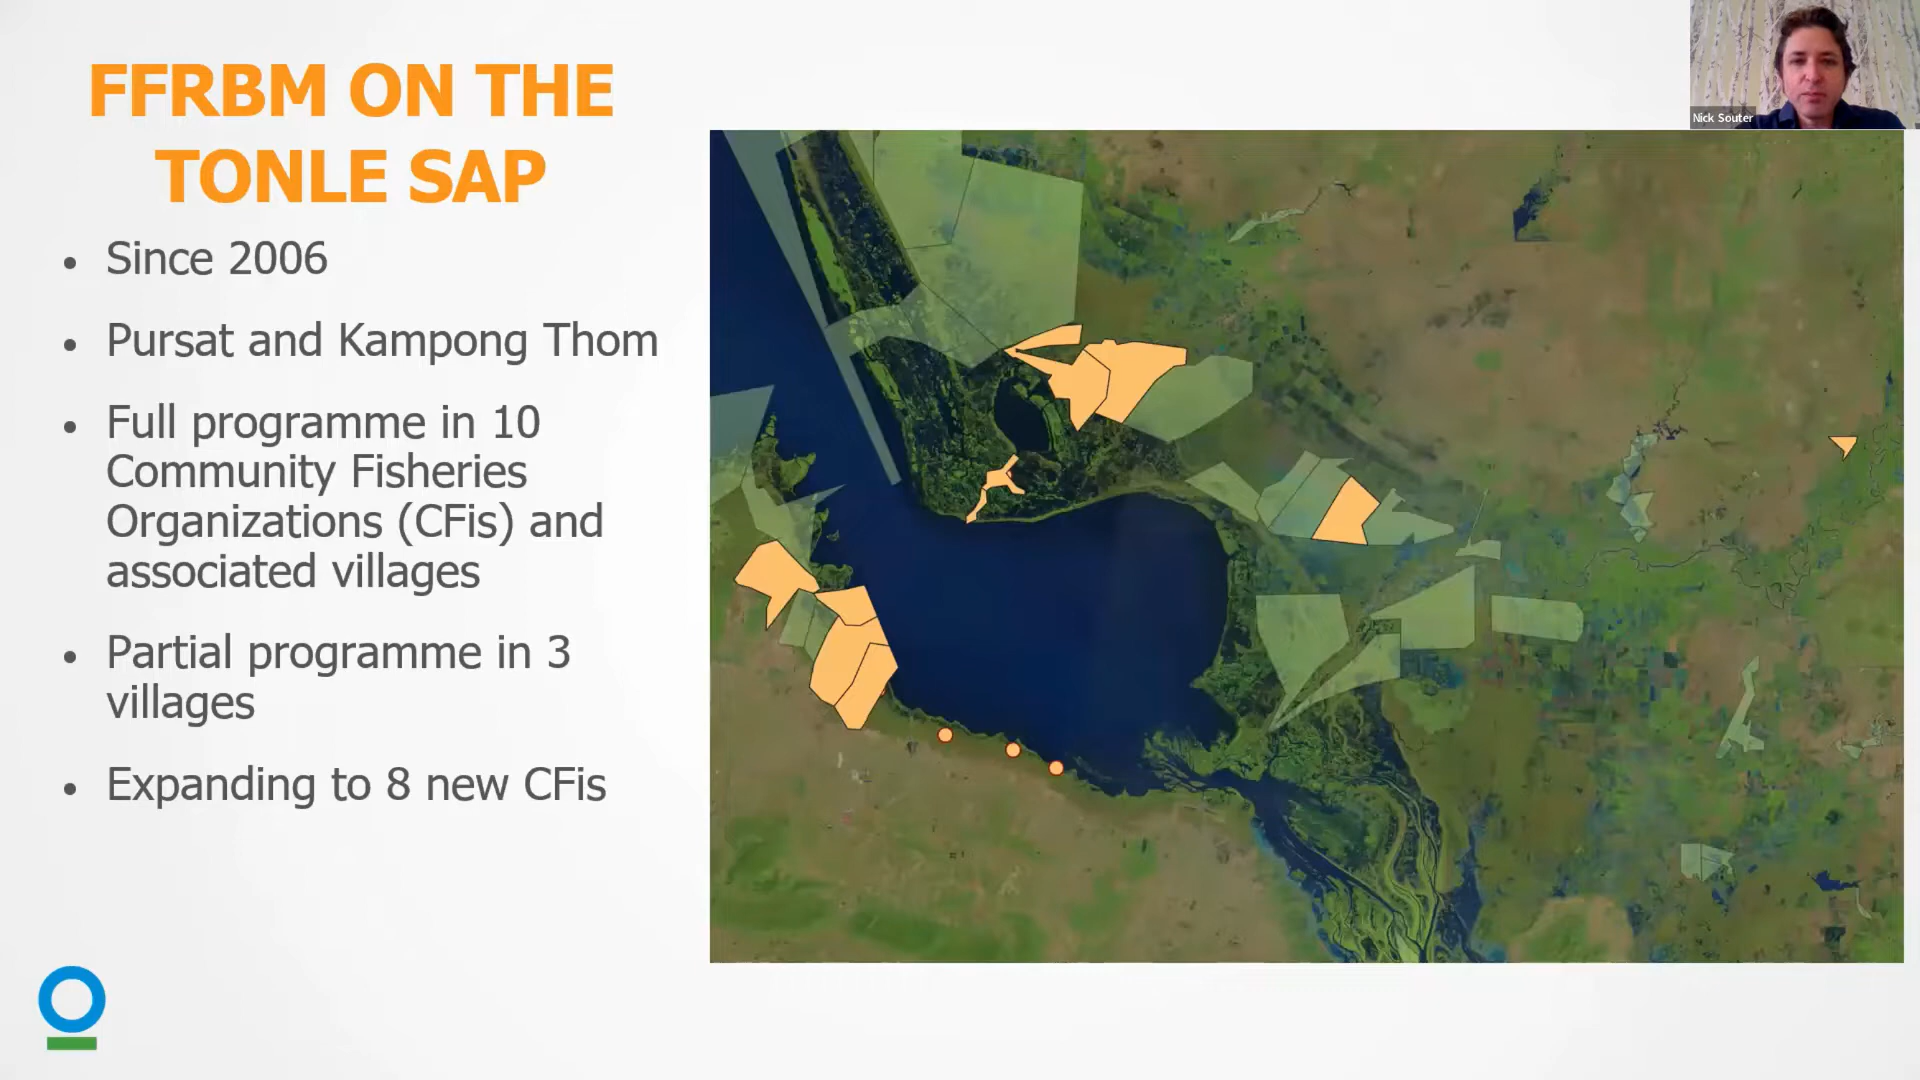 FFRBM ON THE
TONLE SAP
• Since 2006
• Pursat and Kampong Thom
• Full programme in 10
Community Fisheries
Organizations (CFis) and
associated villages
• Partial programme in 3
villages
• Expanding to 8 new CFis
Nick Souter